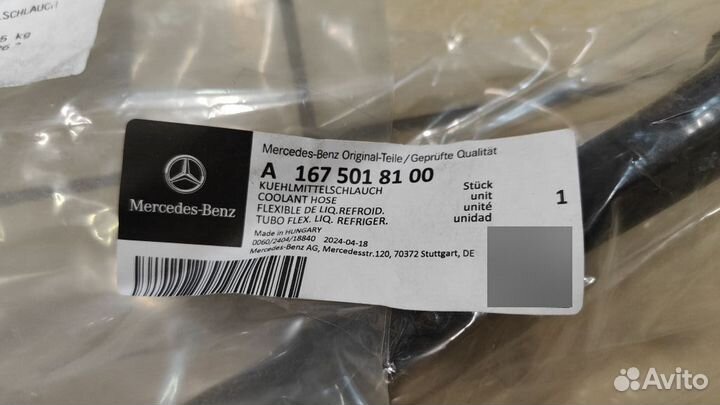 LSCHLAUCH
kg
Mercedes-Benz
Mercedes-Benz Original-Teile/Geprüfte Qualität
A 167 501 81 00
KUEHLMITTELSCHLAUCH
COOLANT HOSE
FLEXIBLE DE LIQ.REFROID.
TUBO FLEX. LIQ. REFRIGER.
Stück
unit
unité
unidad
1
Made in HUNGARY
0060/2404/18840 2024-04-18
Mercedes-Benz AG, Mercedesstr.120, 70372 Stuttgart, DE
Avito